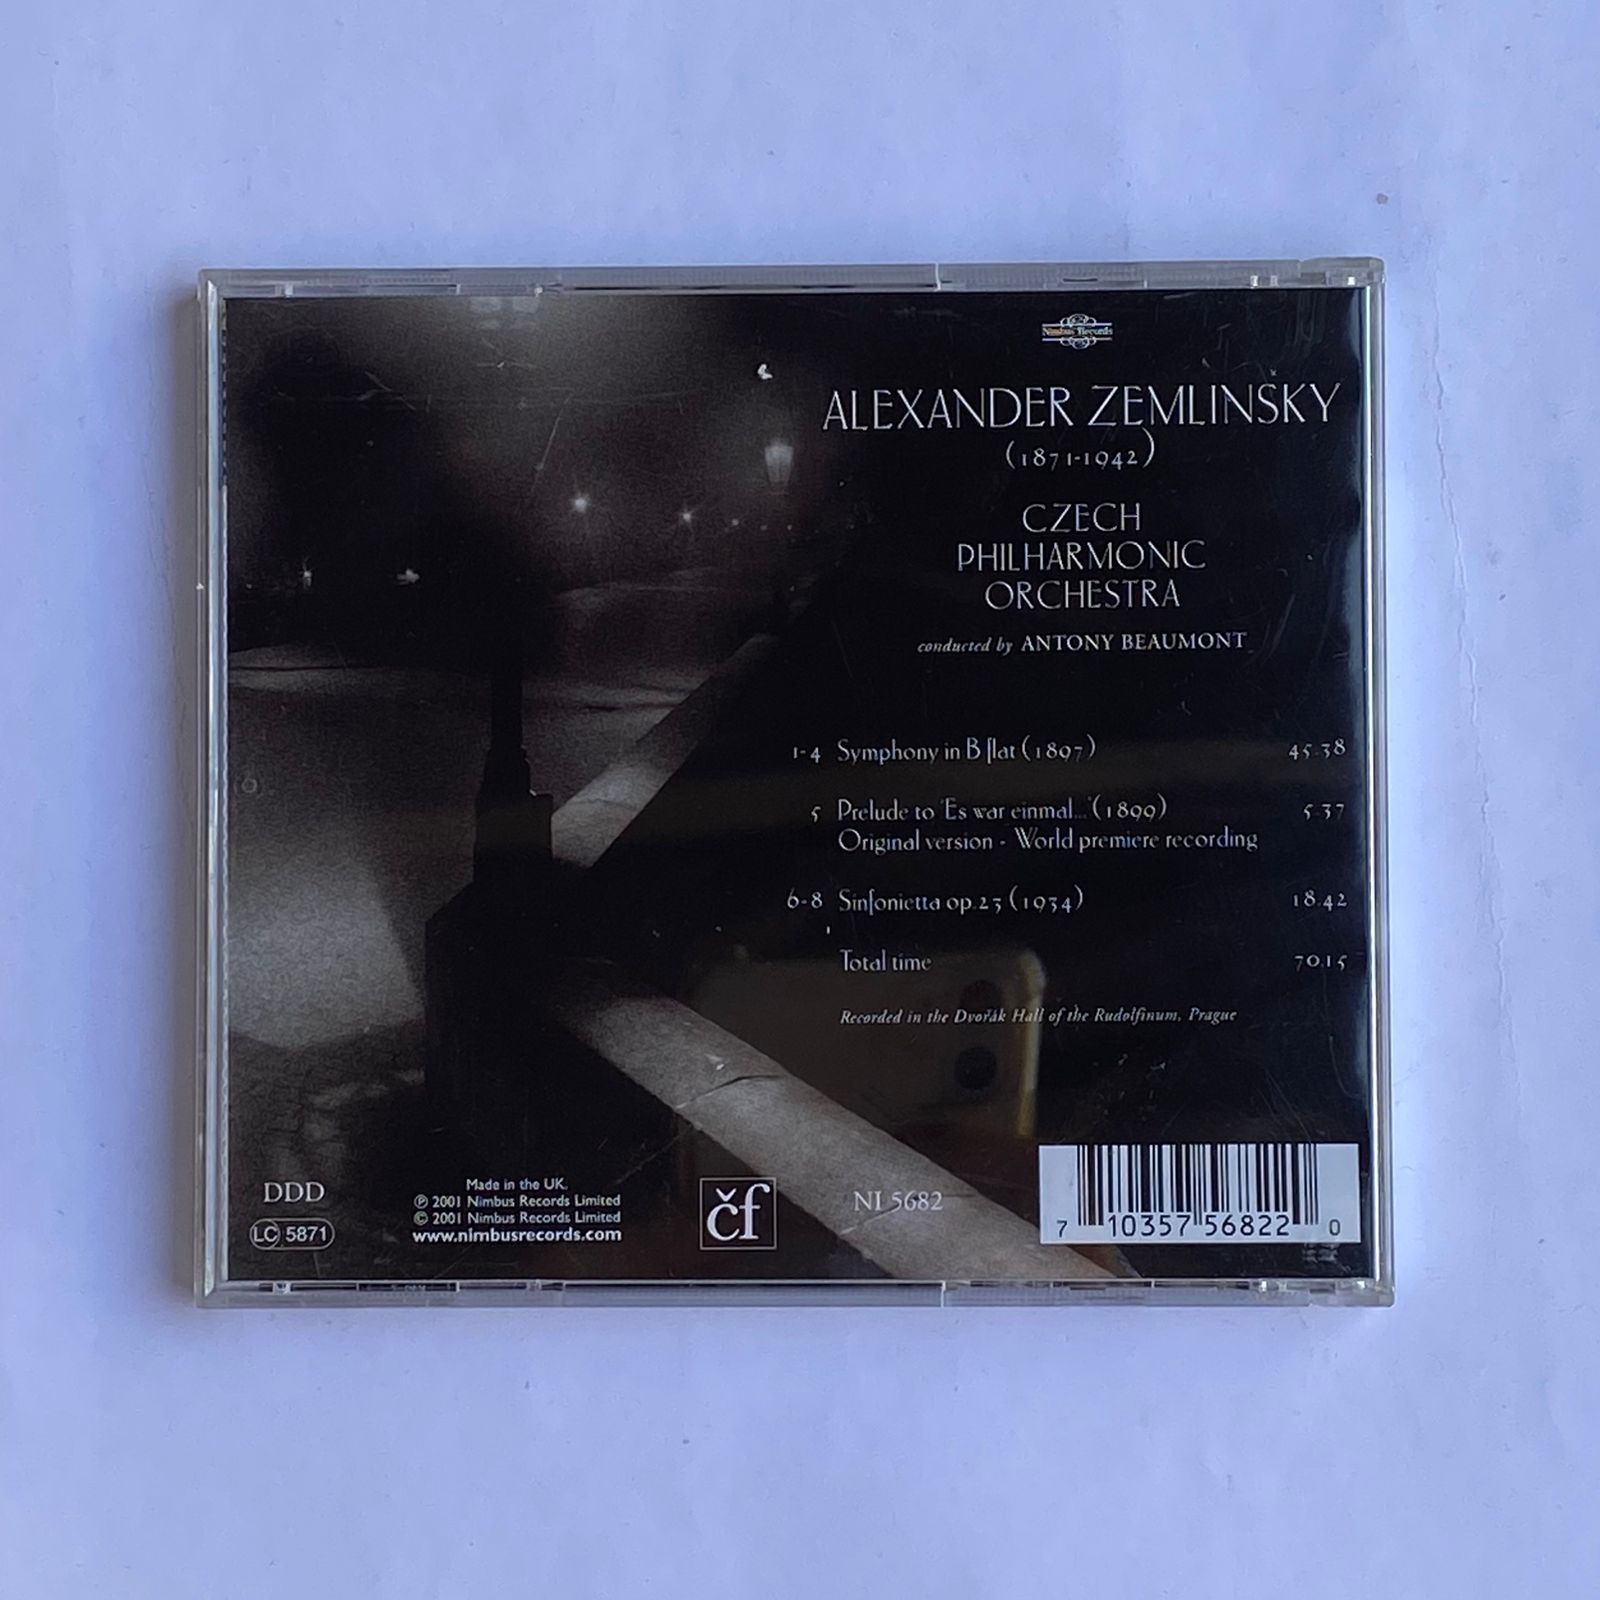 Nimbus Records
ALEXANDER ZEMLINSKY
(1871-1942)
CZECH
PHILHARMONIC
ORCHESTRA
conducted by ANTONY BEAUMONT
1-4 Symphony in B flat (1897) 45.38
5 Prelude to 'Es war einmal...' (1899) 5.37
Original version - World premiere recording
6-8 Sinfonietta op.23 (1934) 18.42
Total time 70.15
Recorded in the Dvořák Hall of the Rudolfinum, Prague
DDD
LC 5871
Made in the UK.
℗ 2001 Nimbus Records Limited
© 2001 Nimbus Records Limited
www.nimbusrecords.com
čf
NI 5682
7 10357 56822 0